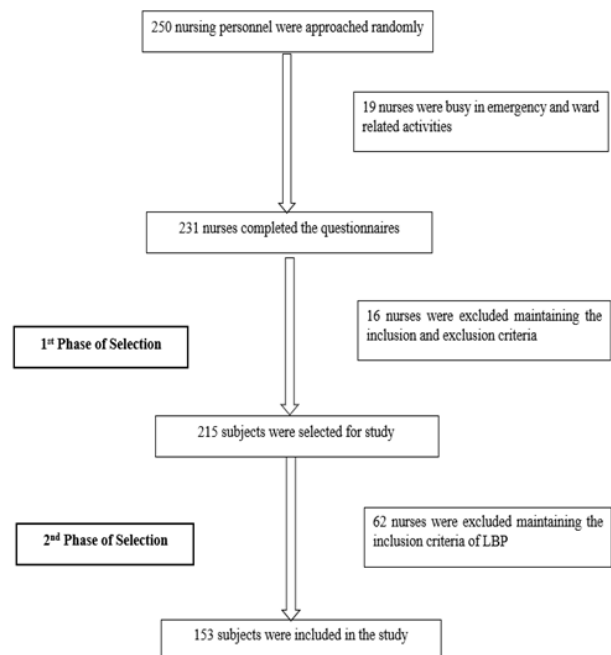 250 nursing personnel were approached randomly
19 nurses were busy in emergency and ward
related activities
231 nurses completed the questionnaires
16 nurses were excluded maintaining the
inclusion and exclusion criteria
1st Phase of Selection
215 subjects were selected for study
62 nurses were excluded maintaining the
inclusion criteria of LBP
2nd Phase of Selection
153 subjects were included in the study